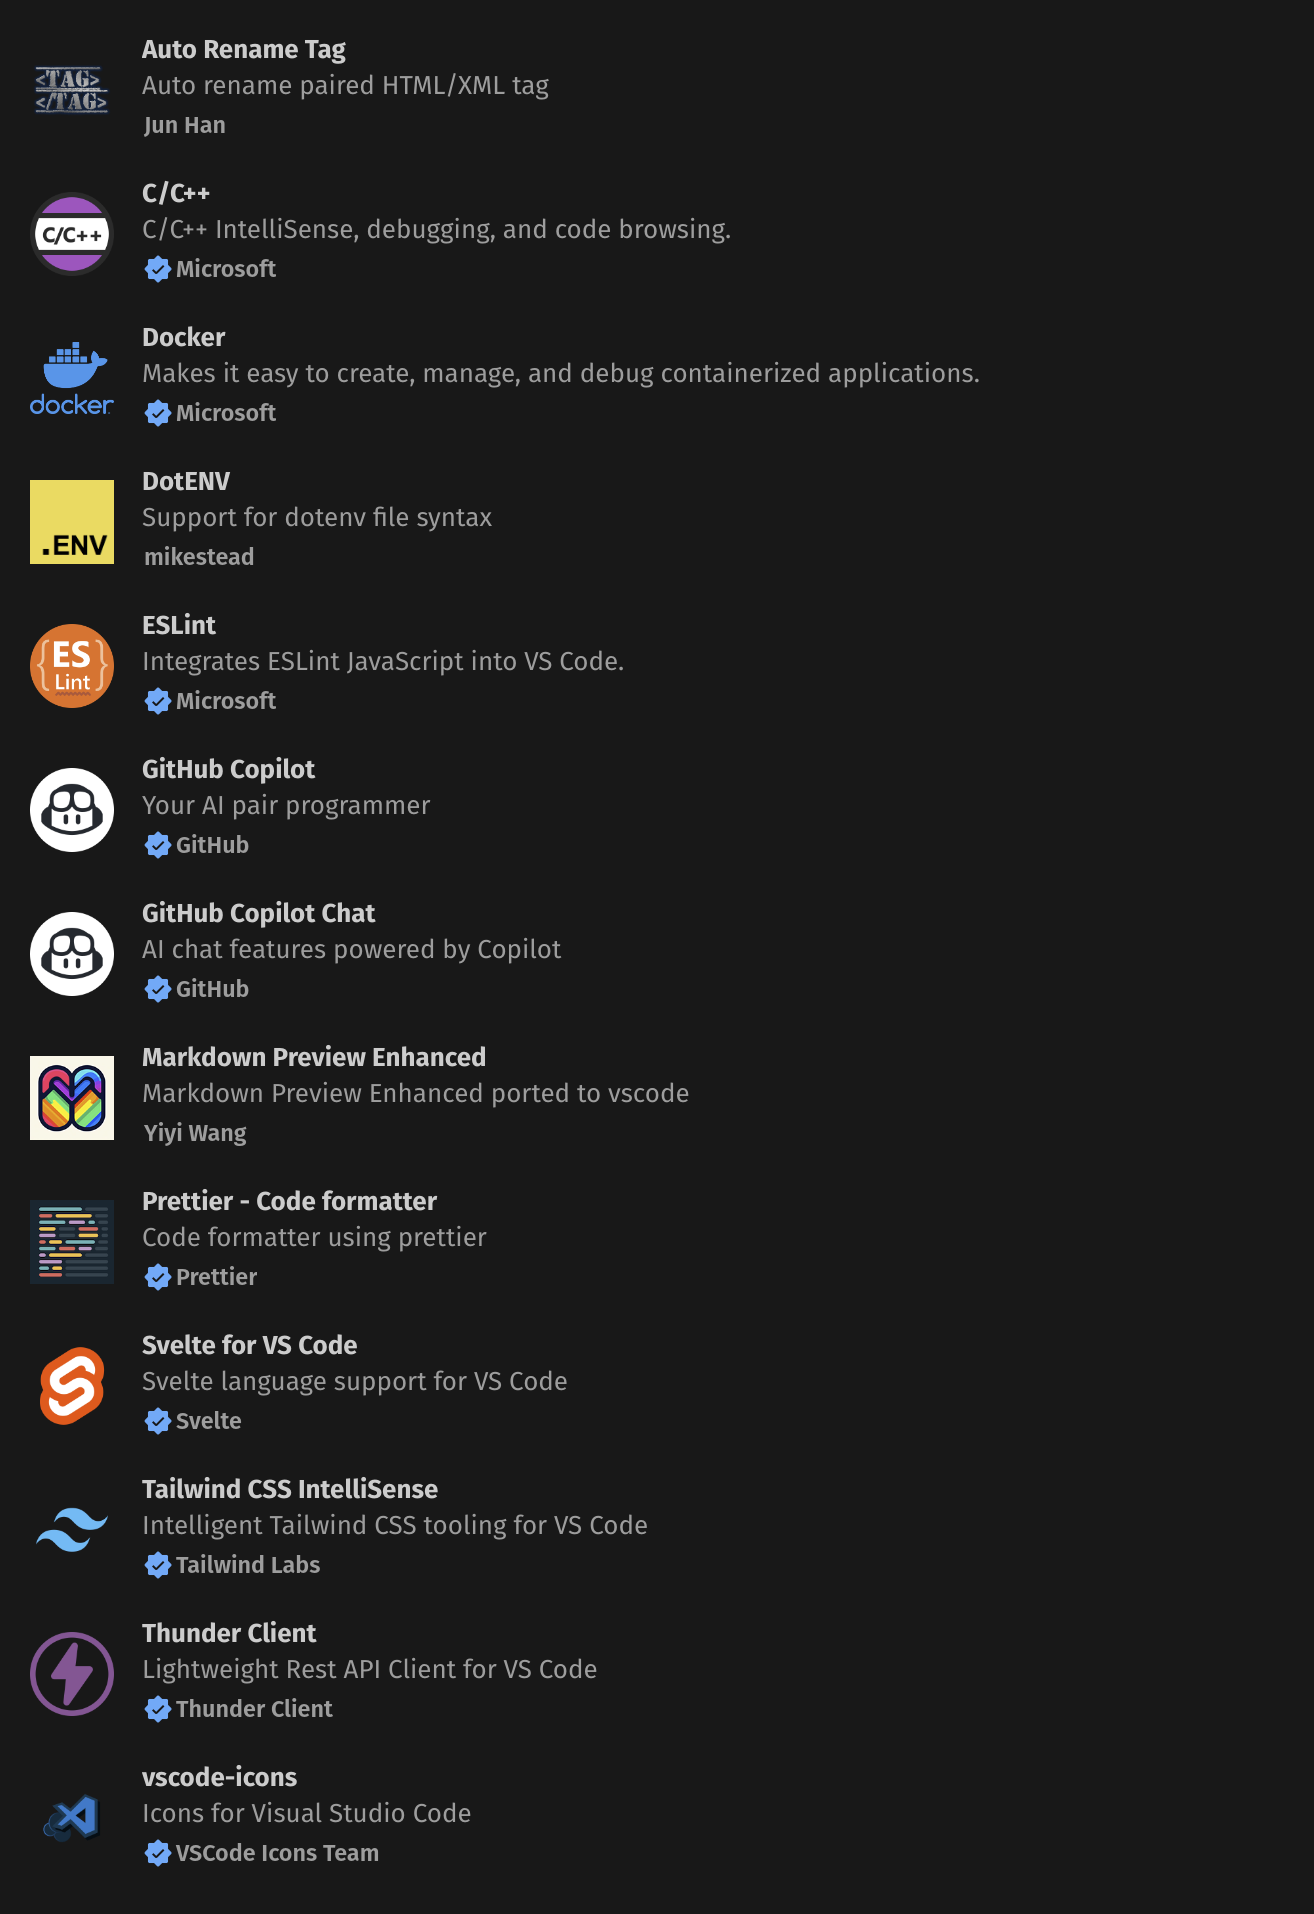 Auto Rename Tag
<TAG>
</TAG>
Auto rename paired HTML/XML tag
Jun Han
C/C++
C/C++
C/C++ IntelliSense, debugging, and code browsing.
Microsoft
Docker
docker
Makes it easy to create, manage, and debug containerized applications.
Microsoft
DotENV
.ENV
Support for dotenv file syntax
mikestead
ESLint
{ES
Lint}
Integrates ESLint JavaScript into VS Code.
Microsoft
GitHub Copilot
Your AI pair programmer
GitHub
GitHub Copilot Chat
AI chat features powered by Copilot
GitHub
Markdown Preview Enhanced
Markdown Preview Enhanced ported to vscode
Yiyi Wang
Prettier - Code formatter
Code formatter using prettier
Prettier
Svelte for VS Code
Svelte language support for VS Code
Svelte
Tailwind CSS IntelliSense
Intelligent Tailwind CSS tooling for VS Code
Tailwind Labs
Thunder Client
Lightweight Rest API Client for VS Code
Thunder Client
vscode-icons
Icons for Visual Studio Code
VSCode Icons Team